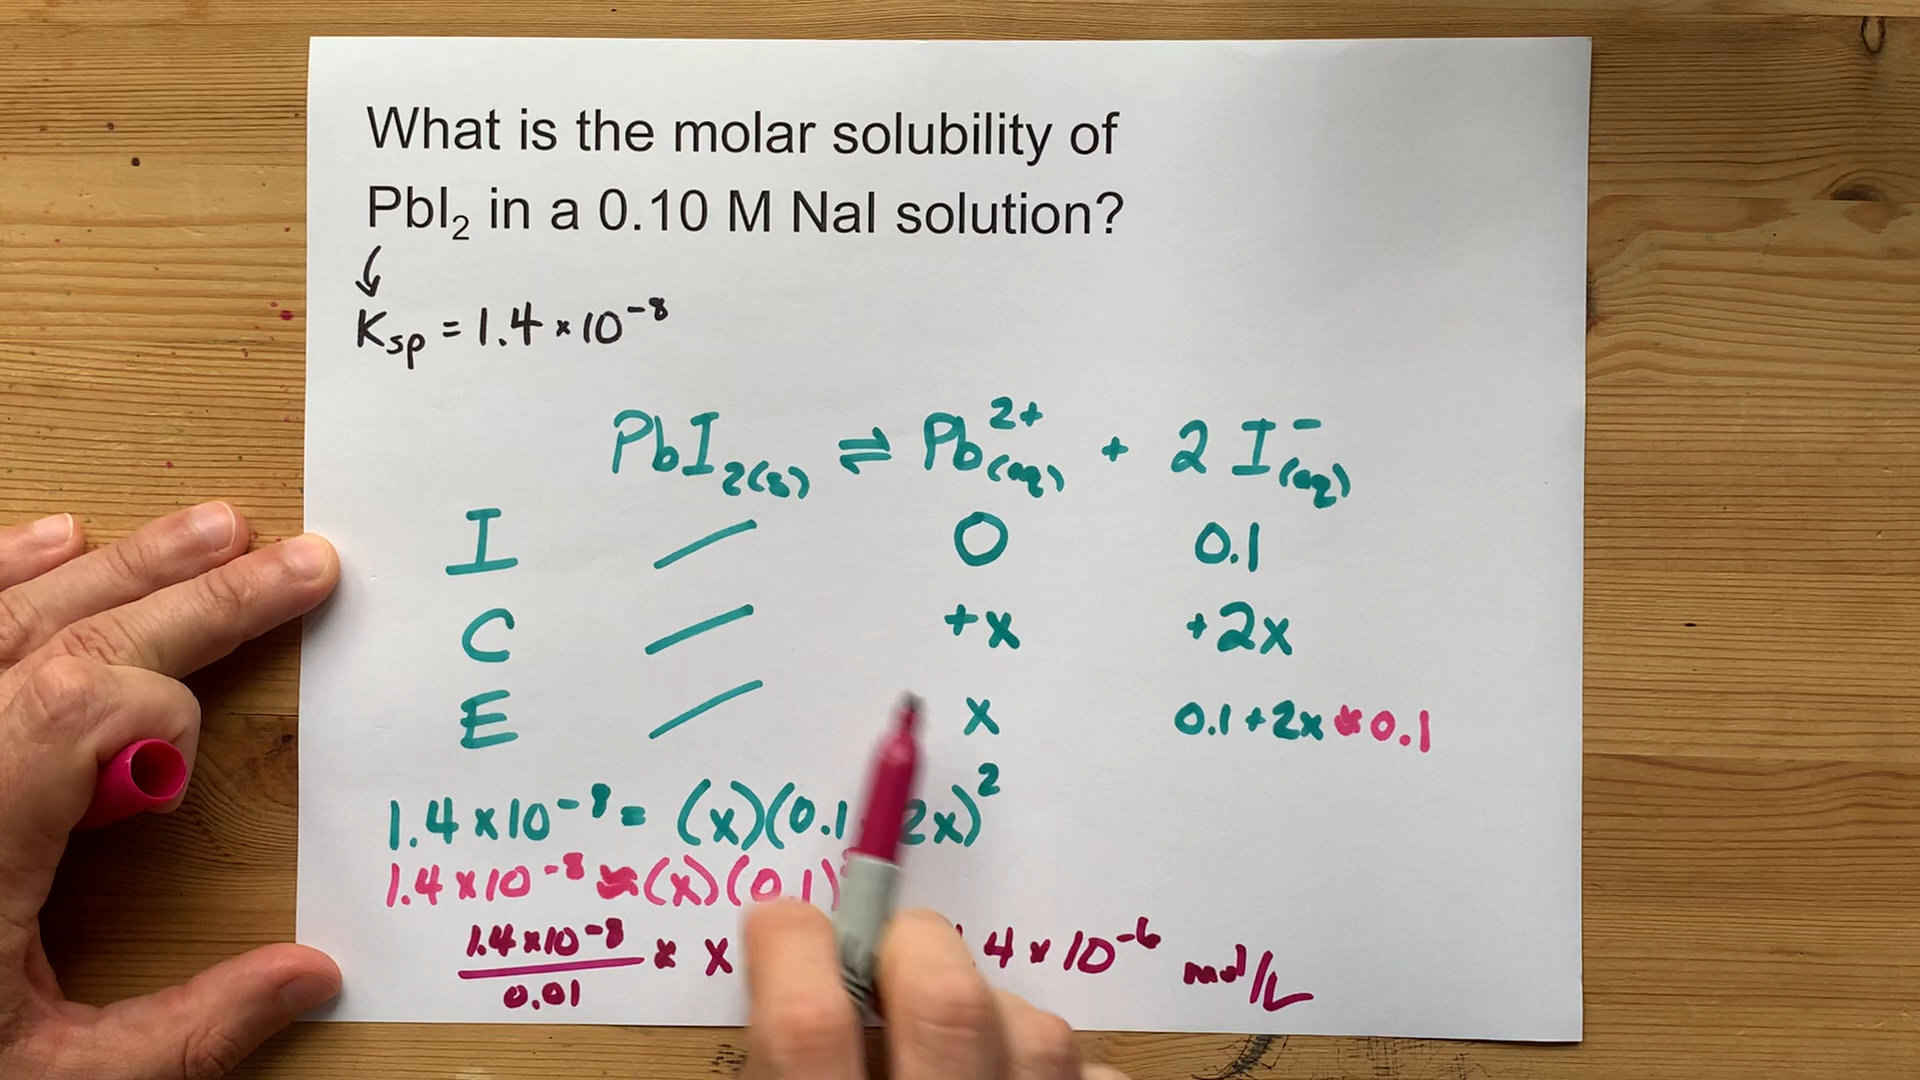 What is the molar solubility of
PbI₂ in a 0.10 M NaI solution?
↓
Ksp = 1.4 × 10⁻⁸
PbI₂(s) ⇌ Pb²⁺(aq) + 2 I⁻(aq)
I — 0 0.1
C — +x +2x
E — x 0.1 + 2x ≈ 0.1
1.4 × 10⁻⁸ = (x)(0.1 2x)²
1.4 × 10⁻⁸ ≈ (x)(0.1)
1.4 × 10⁻⁸ / 0.01 ≈ x .4 × 10⁻⁶ mol/L